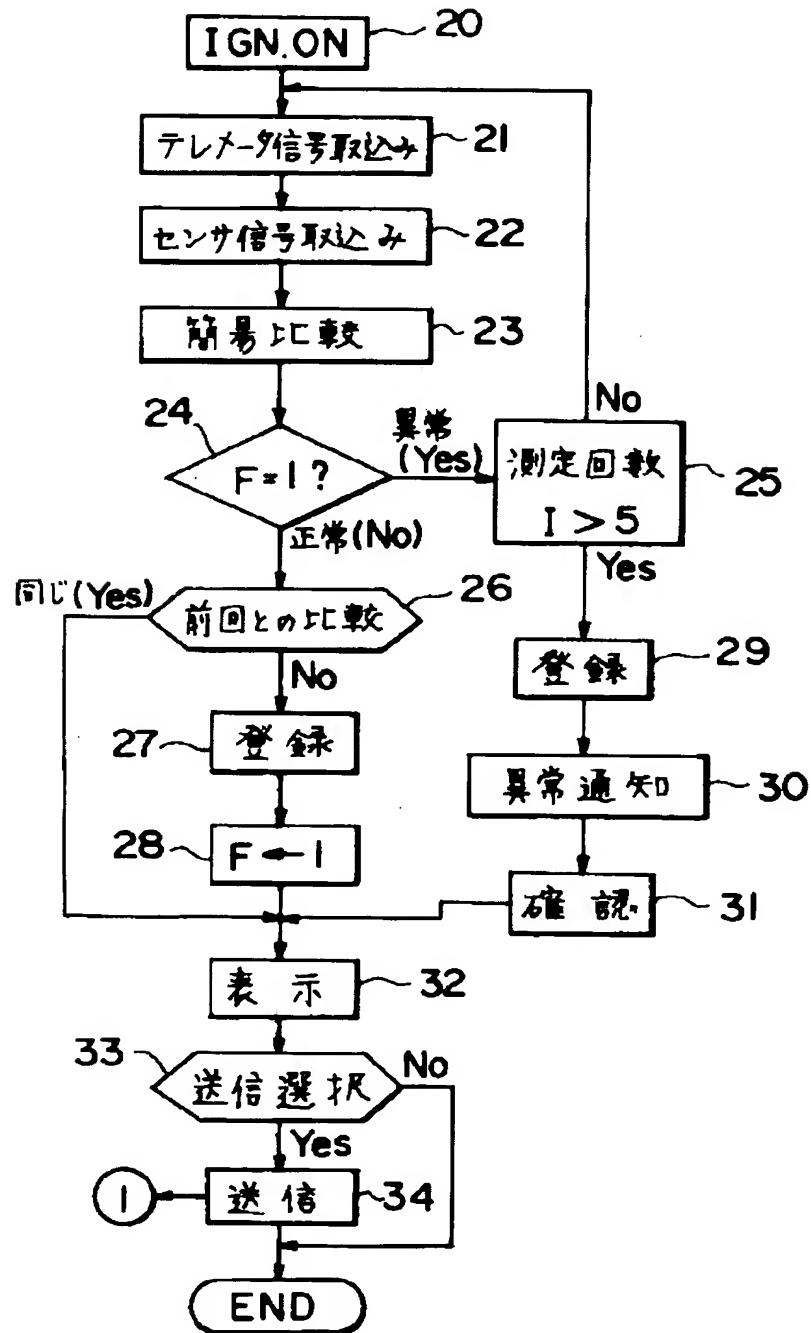 IGN.ON
20
テレメータ信号取込み
21
センサ信号取込み
22
簡易比較
23
24
F=1?
異常
(Yes)
No
測定回数
I > 5
25
正常(No)
Yes
同じ(Yes)
前回との比較
26
No
登録
29
27
登録
異常通知
30
28
F ← 1
確認
31
表示
32
33
送信選択
No
Yes
1
送信
34
END